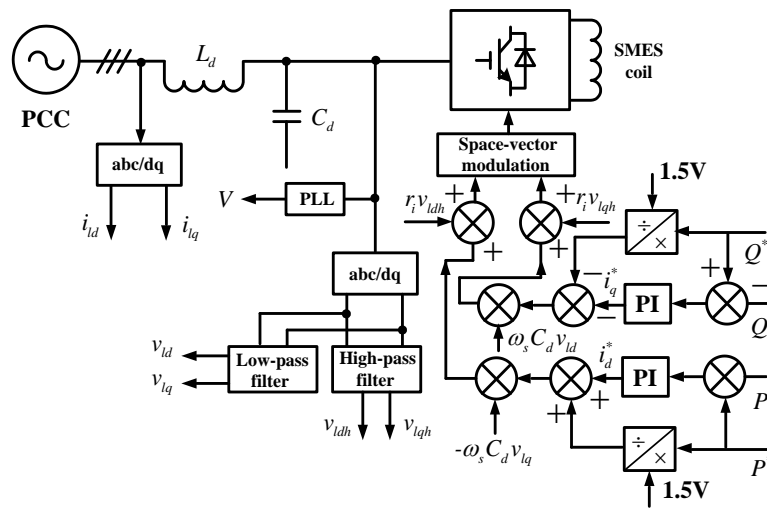 L_d
SMES
coil
PCC
C_d
Space-vector
modulation
abc/dq
1.5V
V
PLL
r_i v_ldh
+
+
r_i v_lqh
÷
×
i_ld
i_lq
+
+
Q*
abc/dq
−
i_q*
+
−
−
PI
Q
v_ld
Low-pass
filter
High-pass
filter
ω_s C_d v_ld
v_lq
i_d*
PI
+
+
P
v_ldh
v_lqh
-ω_s C_d v_lq
÷
×
P
1.5V